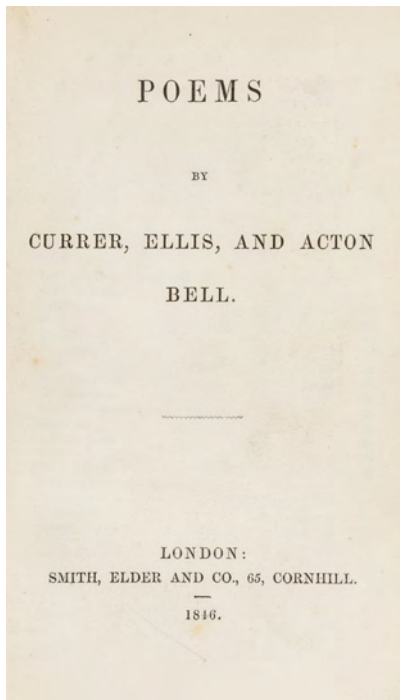 POEMS
BY
CURRER, ELLIS, AND ACTON
BELL.
LONDON:
SMITH, ELDER AND CO., 65, CORNHILL.
1846.